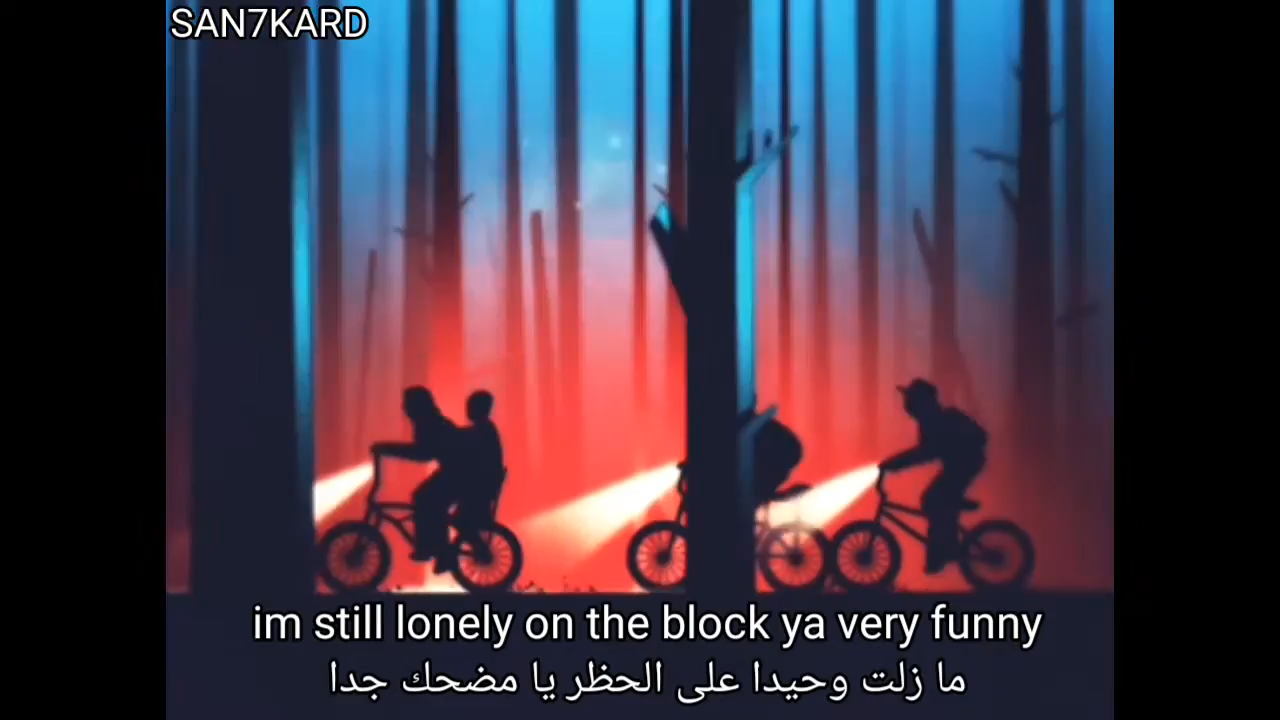 SAN7KARD
im still lonely on the block ya very funny
ما زلت وحيدا على الحظر يا مضحك جدا